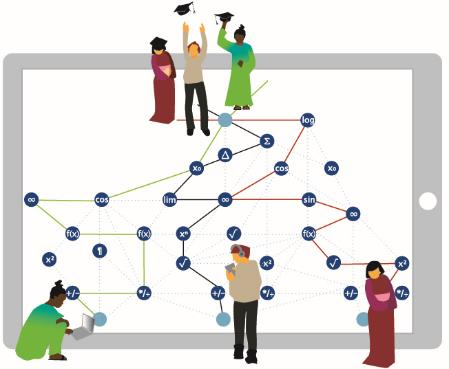 log
Σ
Δ
x₀ cos x₀
∞ cos lim ∞ sin ∞
f(x) f(x) xⁿ √ f(x)
¶
x² √ x² √ x²
+/− */÷ +/− */÷ +/− */÷